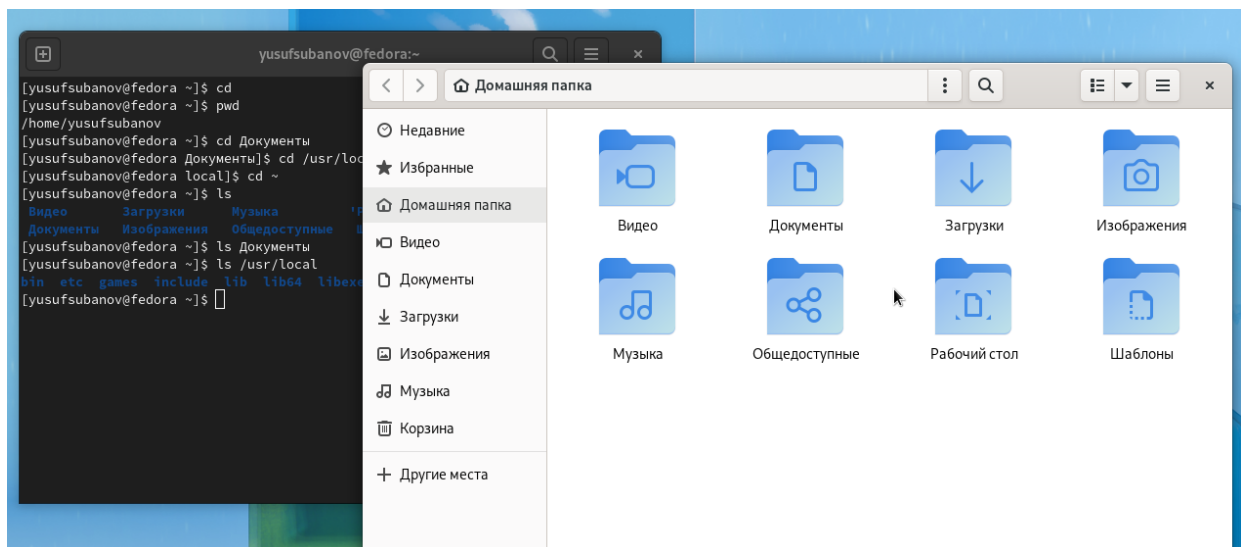 yusufsubanov@fedora:~
[yusufsubanov@fedora ~]$ cd
[yusufsubanov@fedora ~]$ pwd
/home/yusufsubanov
[yusufsubanov@fedora ~]$ cd Документы
[yusufsubanov@fedora Документы]$ cd /usr/loc
[yusufsubanov@fedora local]$ cd ~
[yusufsubanov@fedora ~]$ ls
Видео Загрузки Музыка
Документы Изображения Общедоступные
[yusufsubanov@fedora ~]$ ls Документы
[yusufsubanov@fedora ~]$ ls /usr/local
bin etc games include lib lib64 libexe
[yusufsubanov@fedora ~]$
Домашняя папка
Недавние
Избранные
Домашняя папка
Видео
Документы
Загрузки
Изображения
Музыка
Корзина
Другие места
Видео Документы Загрузки Изображения
Музыка Общедоступные Рабочий стол Шаблоны